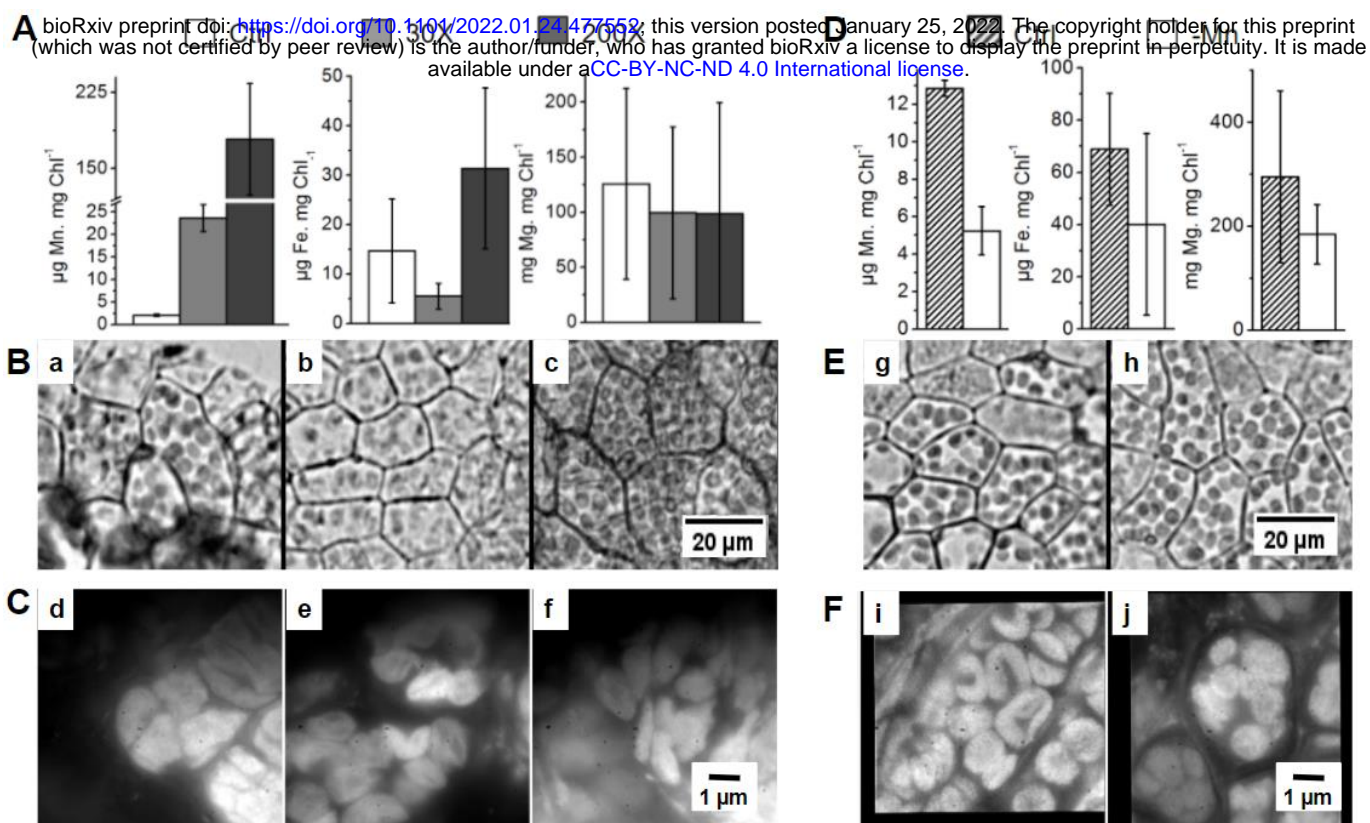 A bioRxiv preprint doi: https://doi.org/10.1101/2022.01.24.477552; this version posted January 25, 2022. The copyright holder for this preprint
(which was not certified by peer review) is the author/funder, who has granted bioRxiv a license to display the preprint in perpetuity. It is made
available under aCC-BY-NC-ND 4.0 International license.
Ctrl 30X 200X
D Ctrl -Mn
µg Mn. mg Chl-1
225
150
25
20
15
10
5
0
µg Fe. mg Chl-1
50
40
30
20
10
0
mg Mg. mg Chl-1
200
150
100
50
0
µg Mn. mg Chl-1
12
10
8
6
4
2
0
µg Fe. mg Chl-1
100
80
60
40
20
0
mg Mg. mg Chl-1
400
200
0
B a b c
20 µm
E g h
20 µm
C d e f
1 µm
F i j
1 µm